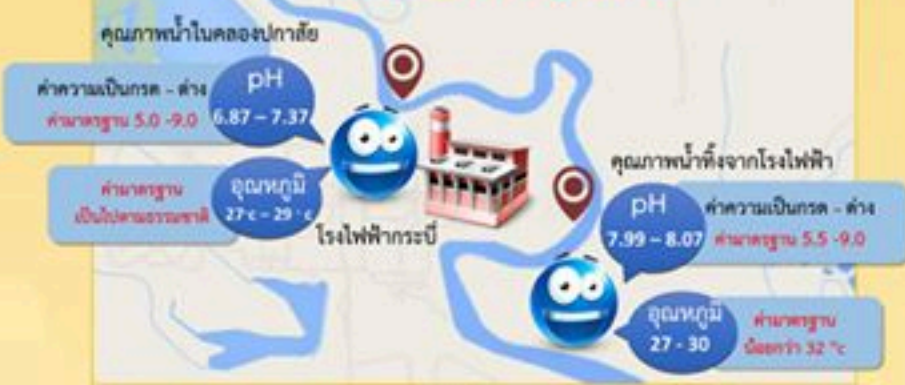 คุณภาพน้ำในคลองปกาสัย
ค่าความเป็นกรด - ด่าง
ค่ามาตรฐาน 5.0 -9.0
pH
6.87 – 7.37
ค่ามาตรฐาน
เป็นไปตามธรรมชาติ
อุณหภูมิ
27 ํc – 29 ํ c
โรงไฟฟ้ากระบี่
คุณภาพน้ำทิ้งจากโรงไฟฟ้า
pH
7.99 – 8.07
ค่าความเป็นกรด - ด่าง
ค่ามาตรฐาน 5.5 -9.0
อุณหภูมิ
27 - 30
ค่ามาตรฐาน
น้อยกว่า 32 °c